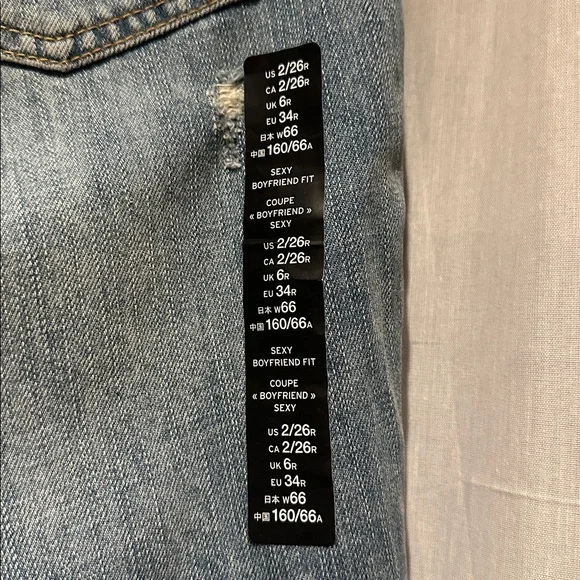 US 2/26R
CA 2/26R
UK 6R
EU 34R
日本 W66
中国 160/66A
SEXY
BOYFRIEND FIT
COUPE
« BOYFRIEND »
SEXY
US 2/26R
CA 2/26R
UK 6R
EU 34R
日本 W66
中国 160/66A
SEXY
BOYFRIEND FIT
COUPE
« BOYFRIEND »
SEXY
US 2/26R
CA 2/26R
UK 6R
EU 34R
日本 W66
中国 160/66A